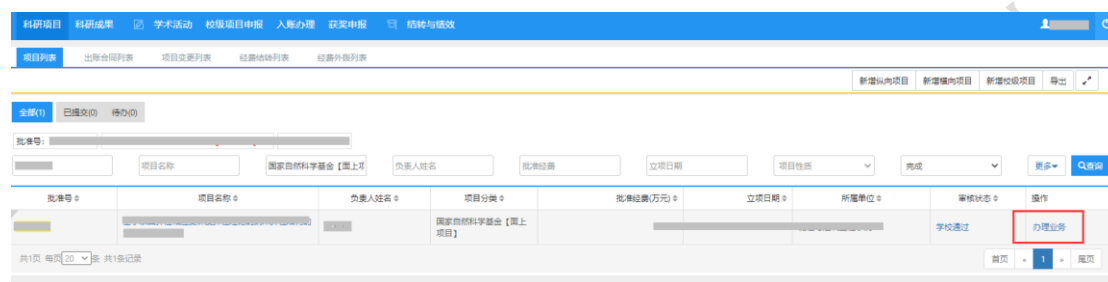 科研项目 科研成果 学术活动 校级项目申报 入账办理 获奖申报 结转与绩效
项目列表 出账合同列表 项目变更列表 经费结转列表 经费外拨列表
新增纵向项目 新增横向项目 新增校级项目 导出
全部(1) 已提交(0) 待办(0)
批准号：
项目名称 国家自然科学基金【面上项 负责人姓名 批准经费 立项日期 项目性质 完成 更多 查询
批准号 项目名称 负责人姓名 项目分类 批准经费(万元) 立项日期 所属单位 审核状态 操作
国家自然科学基金【面上
项目】 学校通过 办理业务
共1页 每页 20 条 共1条记录 首页 « 1 » 尾页